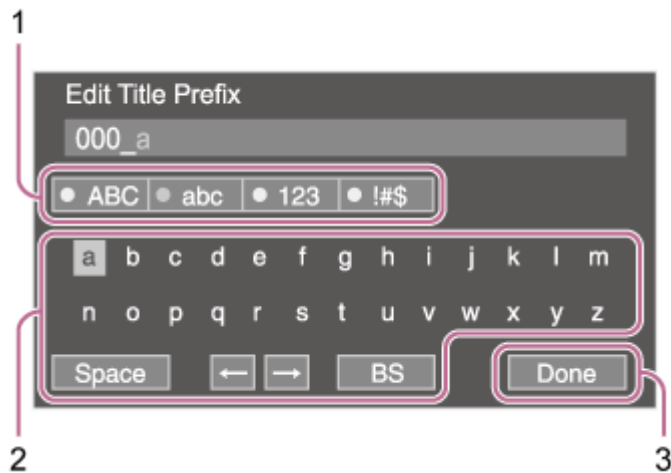 1
Edit Title Prefix
000_a
ABC abc 123 !#$
a b c d e f g h i j k l m
n o p q r s t u v w x y z
Space ← → BS Done
2 3